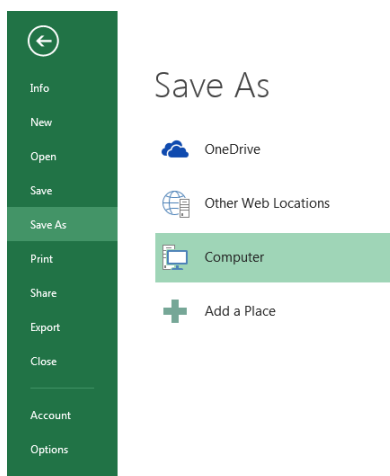 Info
New
Open
Save
Save As
Print
Share
Export
Close
Account
Options
Save As
OneDrive
Other Web Locations
Computer
Add a Place